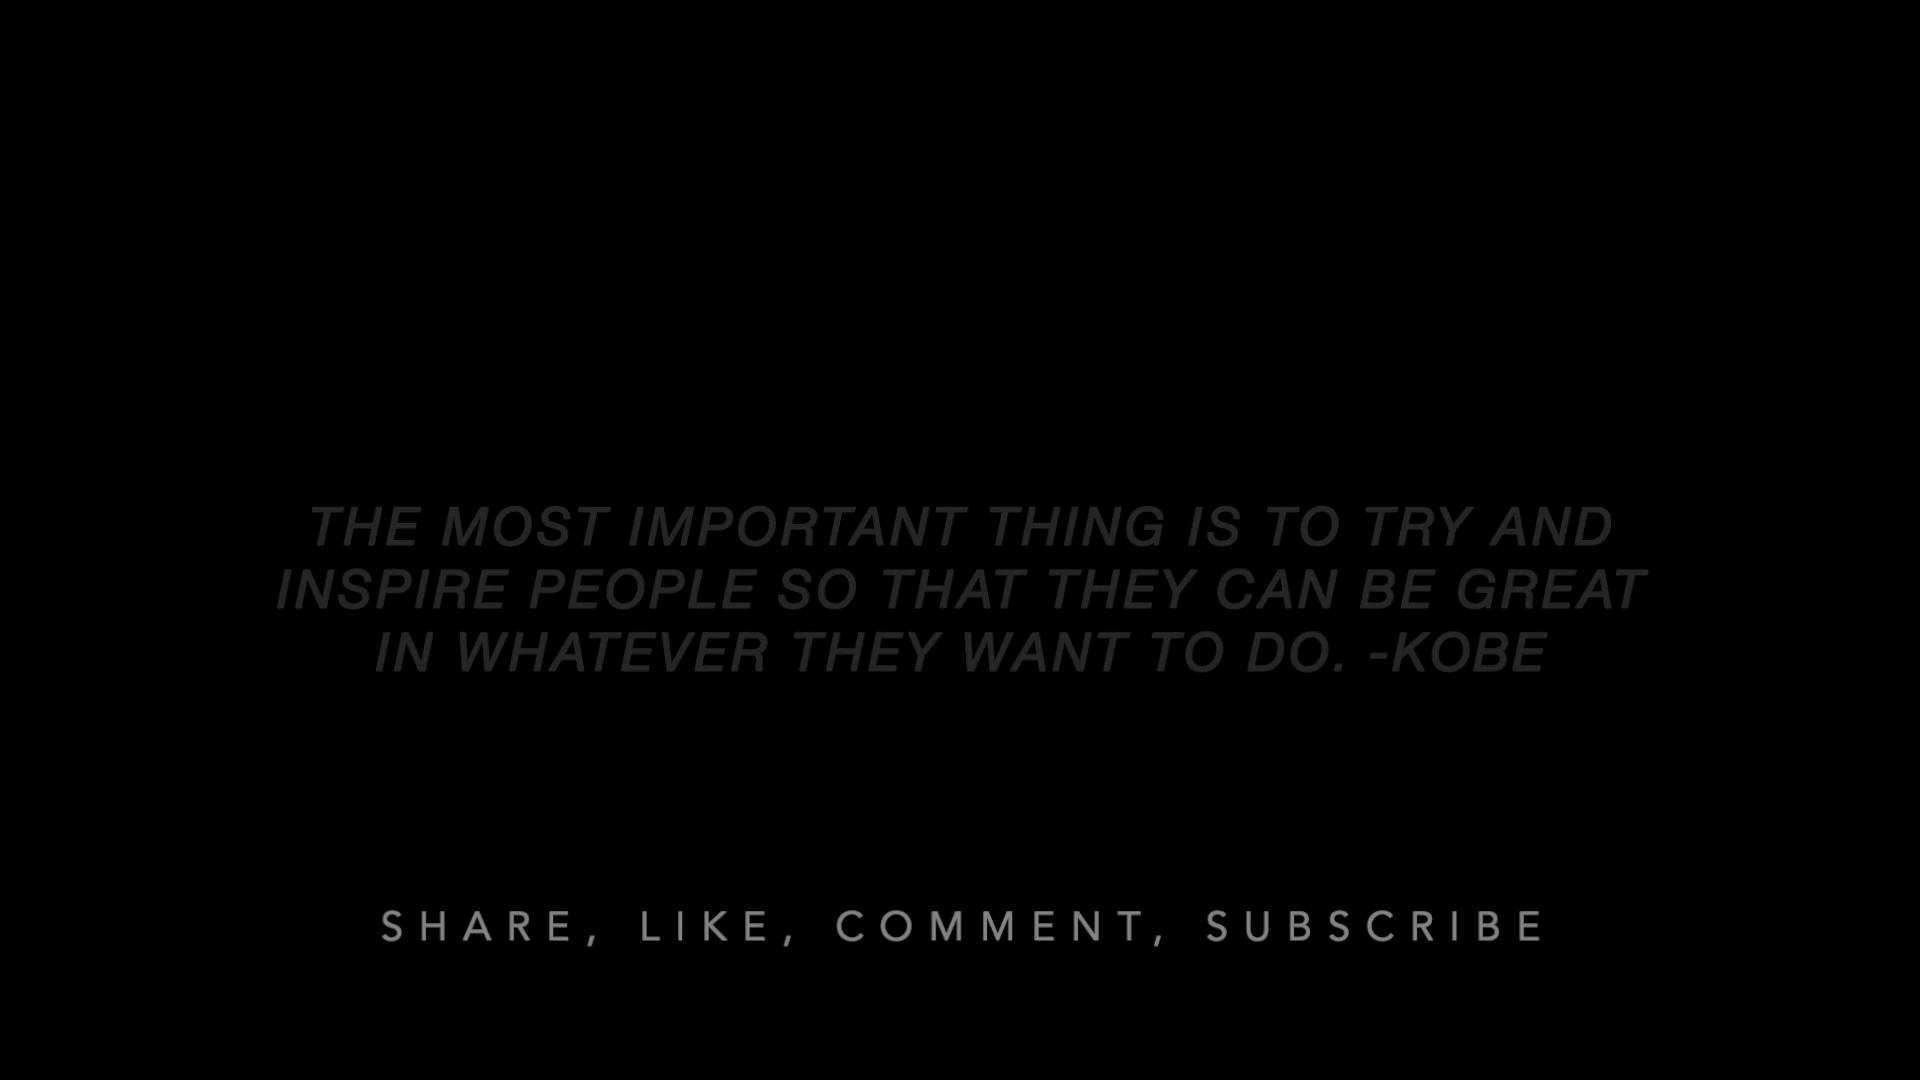 THE MOST IMPORTANT THING IS TO TRY AND
INSPIRE PEOPLE SO THAT THEY CAN BE GREAT
IN WHATEVER THEY WANT TO DO. -KOBE
SHARE, LIKE, COMMENT, SUBSCRIBE